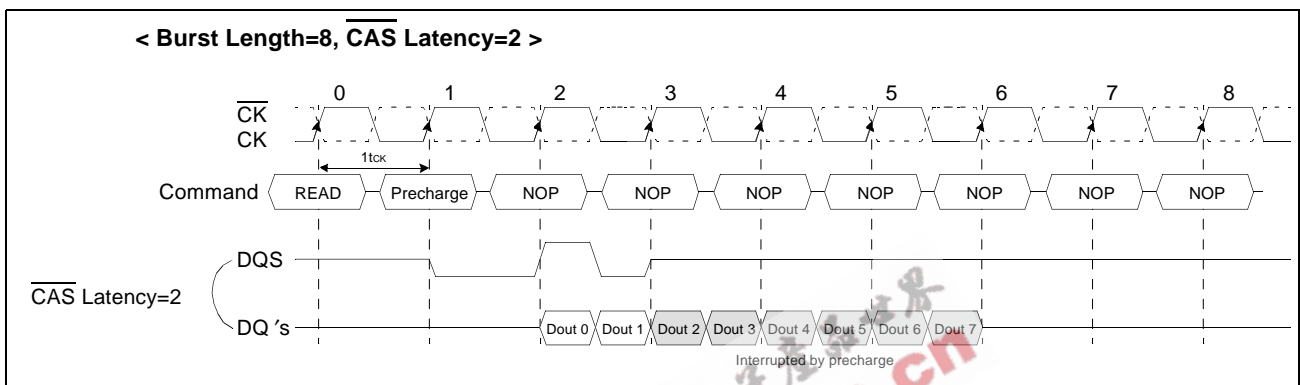 < Burst Length=8, CAS Latency=2 >
0 1 2 3 4 5 6 7 8
CK
CK
1tCK
Command READ Precharge NOP NOP NOP NOP NOP NOP NOP
DQS
CAS Latency=2
DQ ′s Dout 0 Dout 1 Dout 2 Dout 3 Dout 4 Dout 5 Dout 6 Dout 7
Interrupted by precharge
.cn